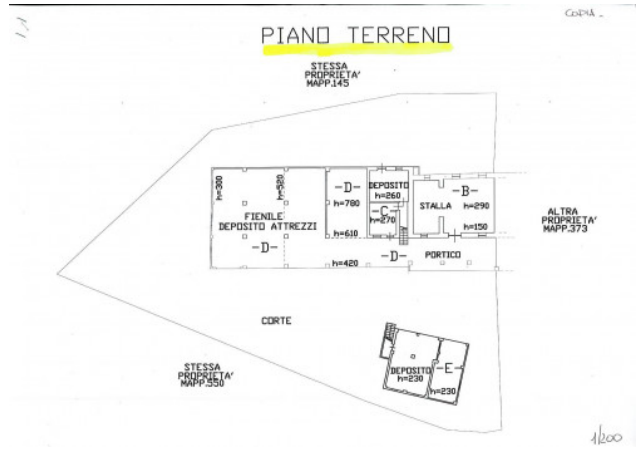 COPIA -
PIANO TERRENO
STESSA
PROPRIETA'
MAPP.145
h=300
h=520
-D-
h=780
DEPOSITO
h=260
-B-
h=290
STALLA
-C-
h=270
FIENILE
DEPOSITO ATTREZZI
h=610
h=150
ALTRA
PROPRIETA'
MAPP.373
-D-
-D-
h=420
PORTICO
CORTE
STESSA
PROPRIETA'
MAPP.550
DEPOSITO
h=230
-E-
h=230
1/200